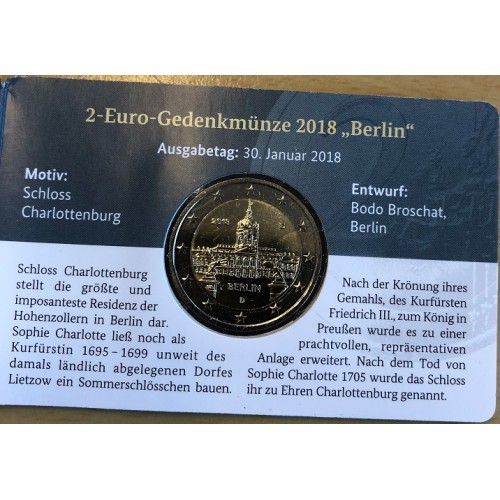 2-Euro-Gedenkmünze 2018 „Berlin“
Ausgabetag: 30. Januar 2018
Motiv:
Schloss
Charlottenburg
Entwurf:
Bodo Broschat,
Berlin
2018
BERLIN
D
Schloss Charlottenburg
stellt die größte und
imposanteste Residenz der
Hohenzollern in Berlin dar.
Sophie Charlotte ließ noch als
Kurfürstin 1695 – 1699 unweit des
damals ländlich abgelegenen Dorfes
Lietzow ein Sommerschlösschen bauen.
Nach der Krönung ihres
Gemahls, des Kurfürsten
Friedrich III., zum König in
Preußen wurde es zu einer
prachtvollen, repräsentativen
Anlage erweitert. Nach dem Tod von
Sophie Charlotte 1705 wurde das Schloss
ihr zu Ehren Charlottenburg genannt.